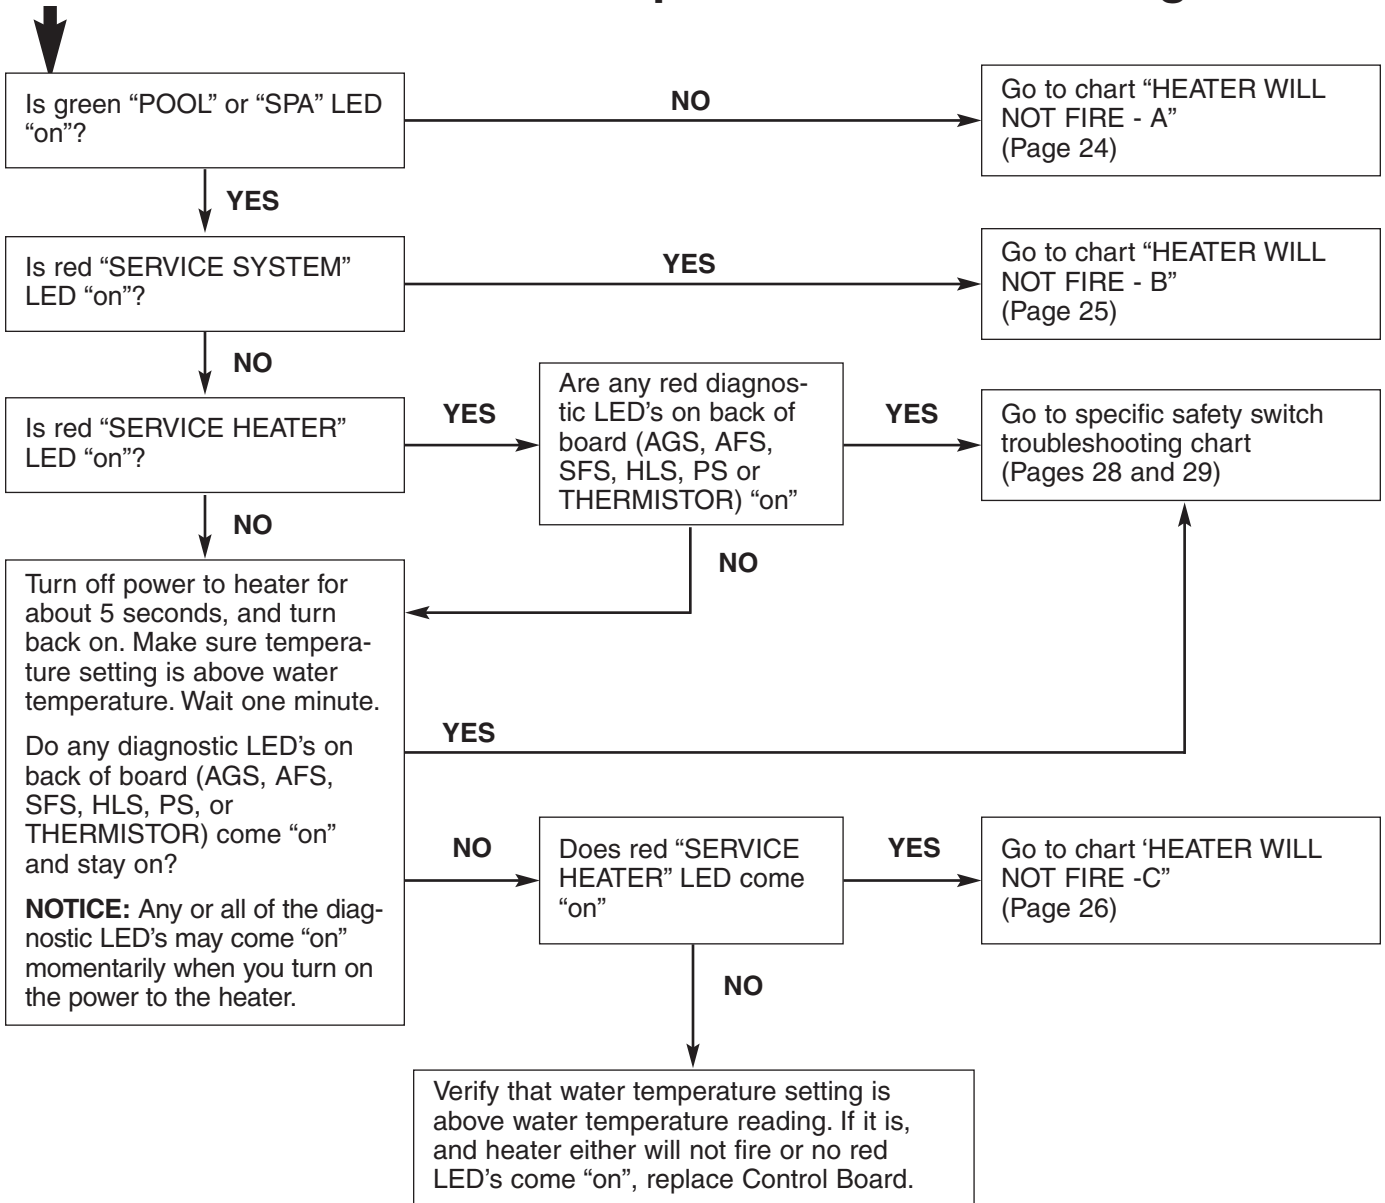 Is green “POOL” or “SPA” LED
“on”?
NO
Go to chart “HEATER WILL
NOT FIRE - A”
(Page 24)
YES
Is red “SERVICE SYSTEM”
LED “on”?
YES
Go to chart “HEATER WILL
NOT FIRE - B”
(Page 25)
NO
Is red “SERVICE HEATER”
LED “on”?
YES
Are any red diagnos-
tic LED’s on back of
board (AGS, AFS,
SFS, HLS, PS or
THERMISTOR) “on”
YES
Go to specific safety switch
troubleshooting chart
(Pages 28 and 29)
NO
NO
Turn off power to heater for
about 5 seconds, and turn
back on. Make sure tempera-
ture setting is above water
temperature. Wait one minute.
Do any diagnostic LED’s on
back of board (AGS, AFS,
SFS, HLS, PS, or
THERMISTOR) come “on”
and stay on?
NOTICE: Any or all of the diag-
nostic LED’s may come “on”
momentarily when you turn on
the power to the heater.
YES
NO
Does red “SERVICE
HEATER” LED come
“on”
YES
Go to chart ‘HEATER WILL
NOT FIRE -C”
(Page 26)
NO
Verify that water temperature setting is
above water temperature reading. If it is,
and heater either will not fire or no red
LED’s come “on”, replace Control Board.